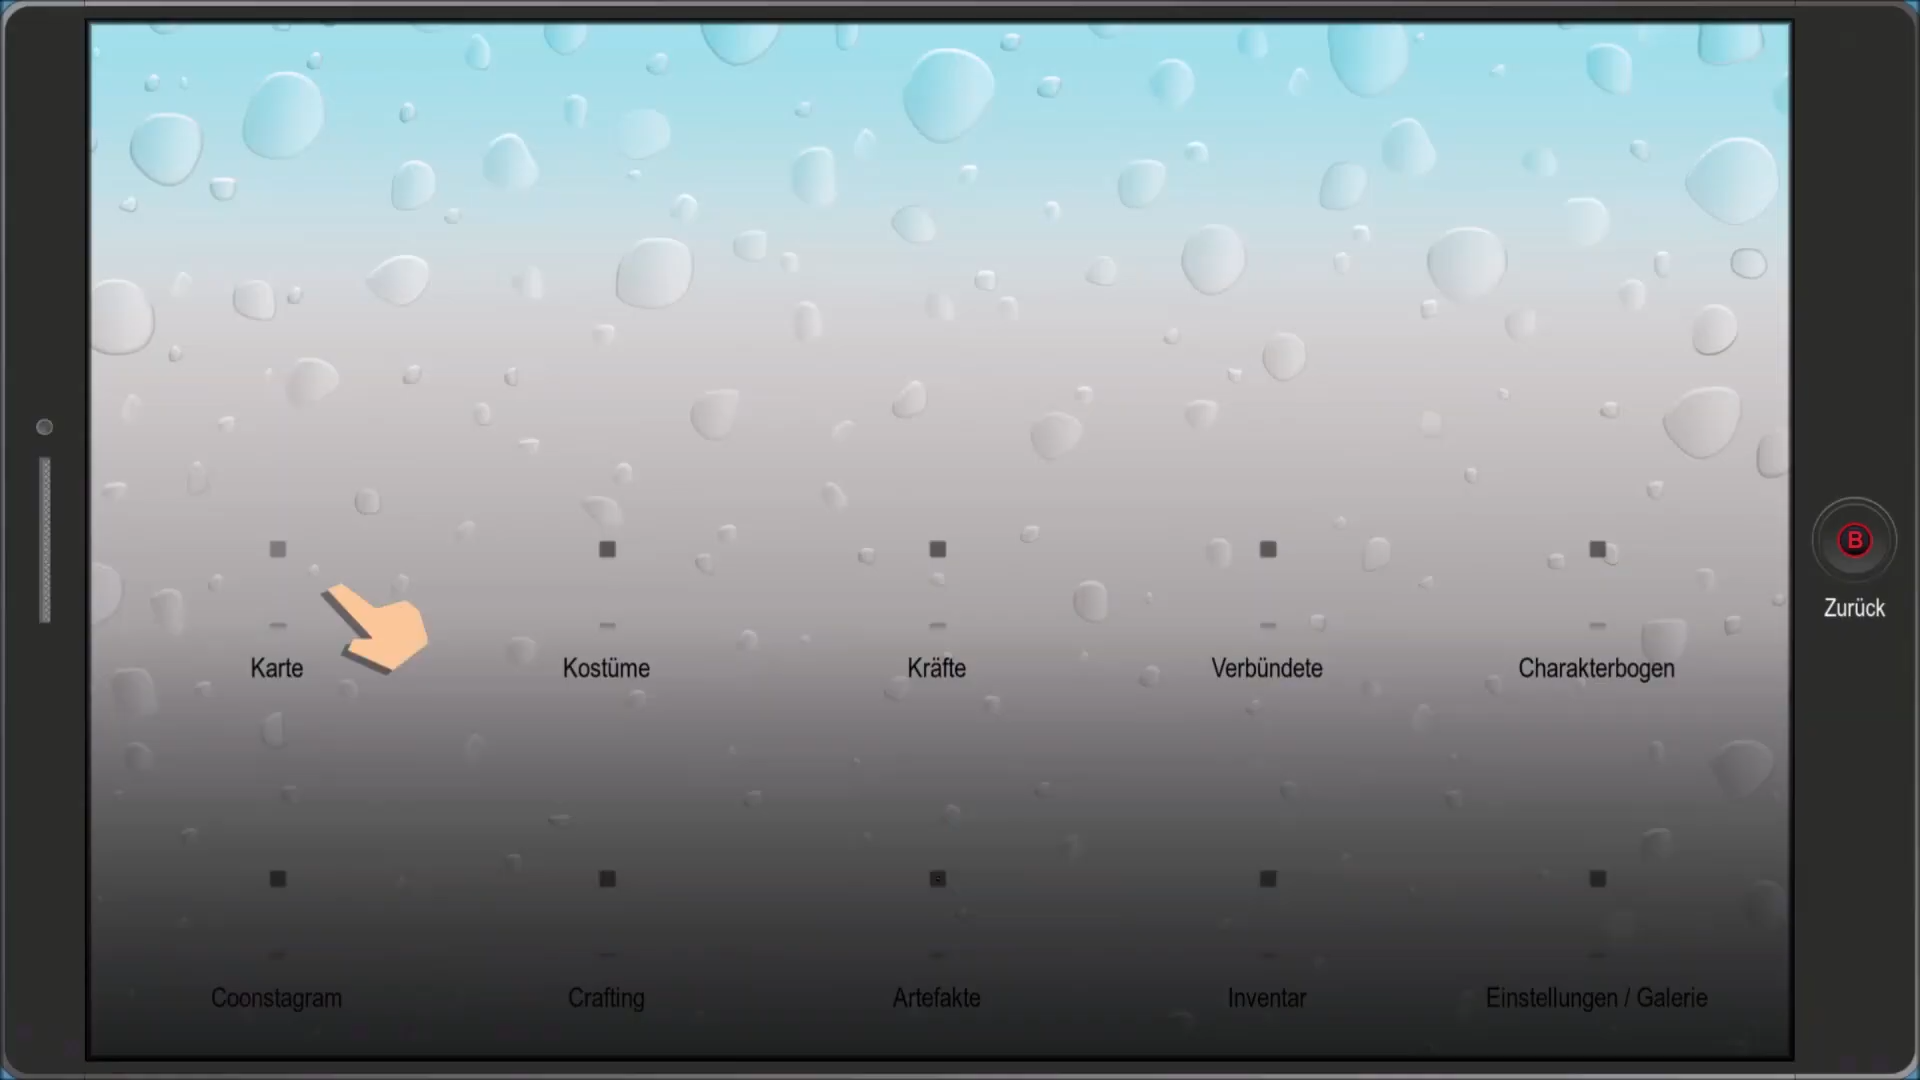 Karte
Kostüme
Kräfte
Verbündete
Charakterbogen
B
Zurück
Coonstagram
Crafting
Artefakte
Inventar
Einstellungen / Galerie